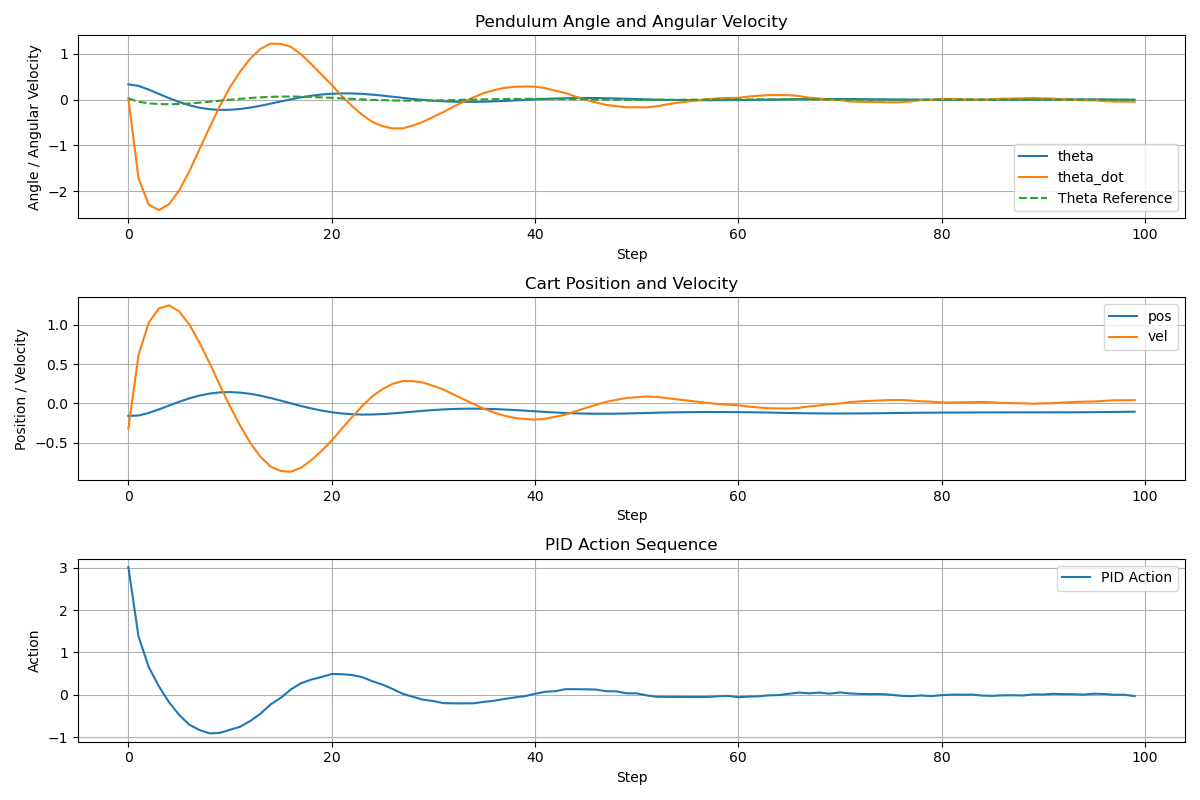 Pendulum Angle and Angular Velocity
Angle / Angular Velocity
1
0
−1
−2
theta
theta_dot
Theta Reference
0 20 40 60 80 100
Step
Cart Position and Velocity
Position / Velocity
1.0
0.5
0.0
−0.5
pos
vel
0 20 40 60 80 100
Step
PID Action Sequence
Action
3
2
1
0
−1
PID Action
0 20 40 60 80 100
Step